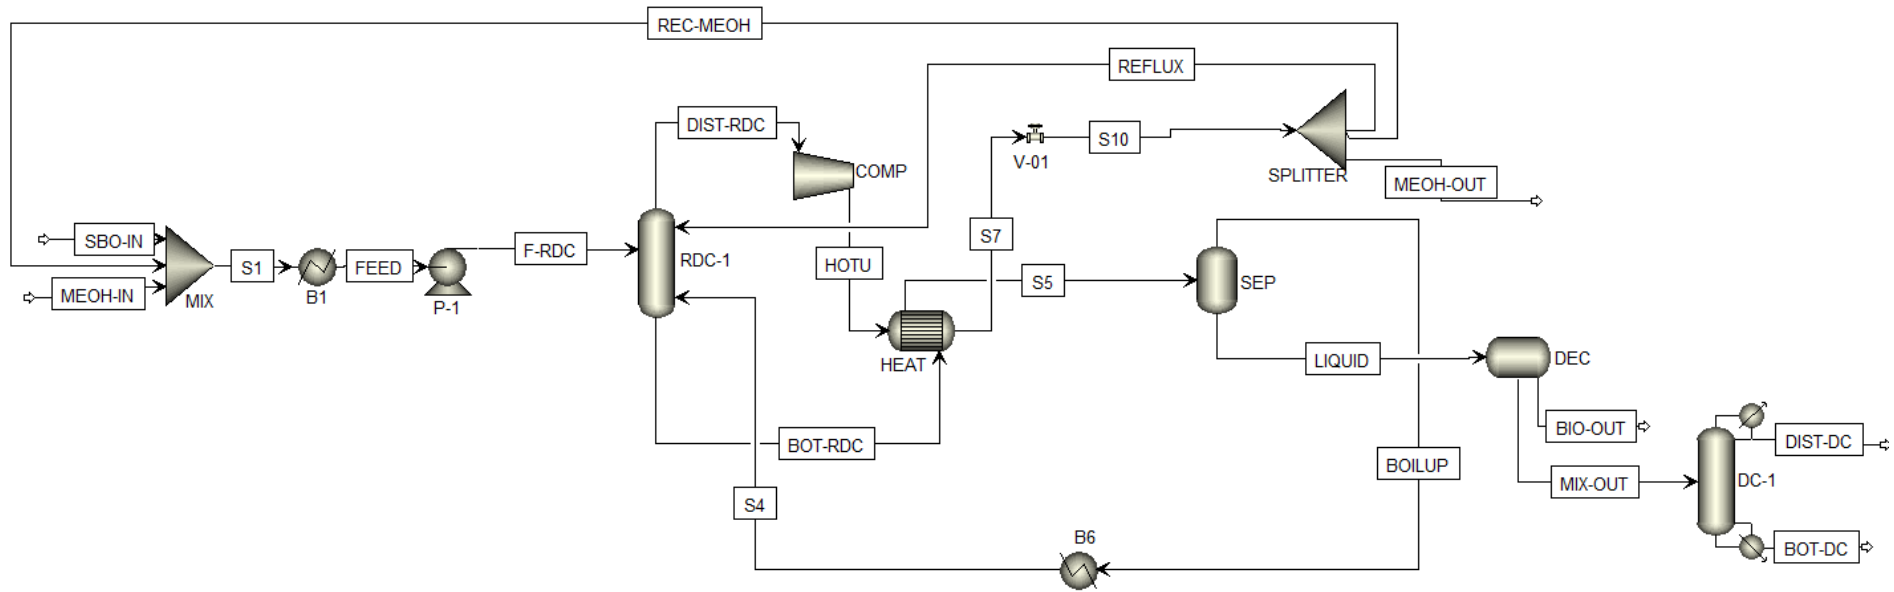 REC-MEOH
REFLUX
DIST-RDC
V-01
S10
COMP
SPLITTER
MEOH-OUT
SBO-IN
S1
FEED
F-RDC
RDC-1
HOTU
S7
MEOH-IN
MIX
B1
P-1
S5
SEP
HEAT
LIQUID
DEC
BIO-OUT
BOT-RDC
DIST-DC
BOILUP
MIX-OUT
DC-1
S4
B6
BOT-DC